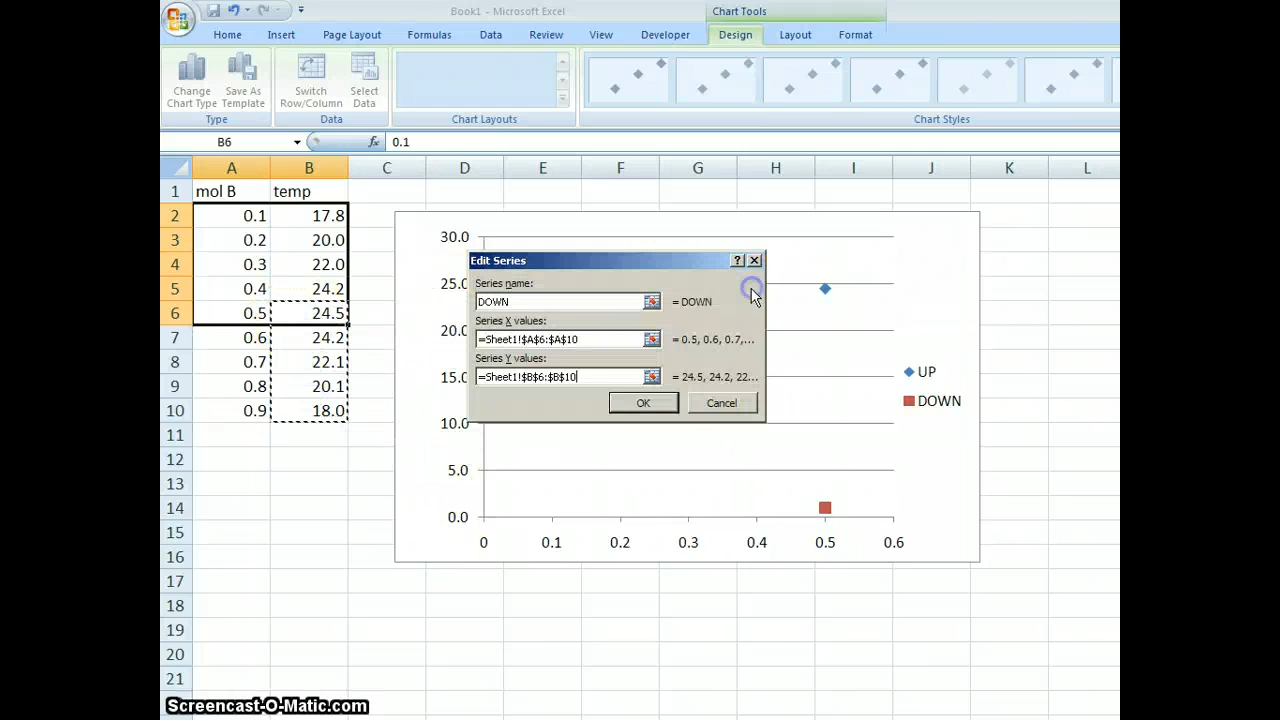 Book1 – Microsoft Excel
Chart Tools
Home Insert Page Layout Formulas Data Review View Developer Design Layout Format
Change Chart Type
Save As Template
Switch Row/Column
Select Data
Type Data Chart Layouts Chart Styles
B6 fx 0.1
A B C D E F G H I J K L
1 mol B temp
2 0.1 17.8
3 0.2 20.0
4 0.3 22.0
5 0.4 24.2
6 0.5 24.5
7 0.6 24.2
8 0.7 22.1
9 0.8 20.1
10 0.9 18.0
11
12
13
14
15
16
17
18
19
20
21
30.0
25.0
20.0
15.0
10.0
5.0
0.0
0 0.1 0.2 0.3 0.4 0.5 0.6
UP
DOWN
Edit Series ?
Series name:
DOWN = DOWN
Series X values:
=Sheet1!$A$6:$A$10 = 0.5, 0.6, 0.7,...
Series Y values:
=Sheet1!$B$6:$B$10 = 24.5, 24.2, 22...
OK Cancel
Screencast-O-Matic.com